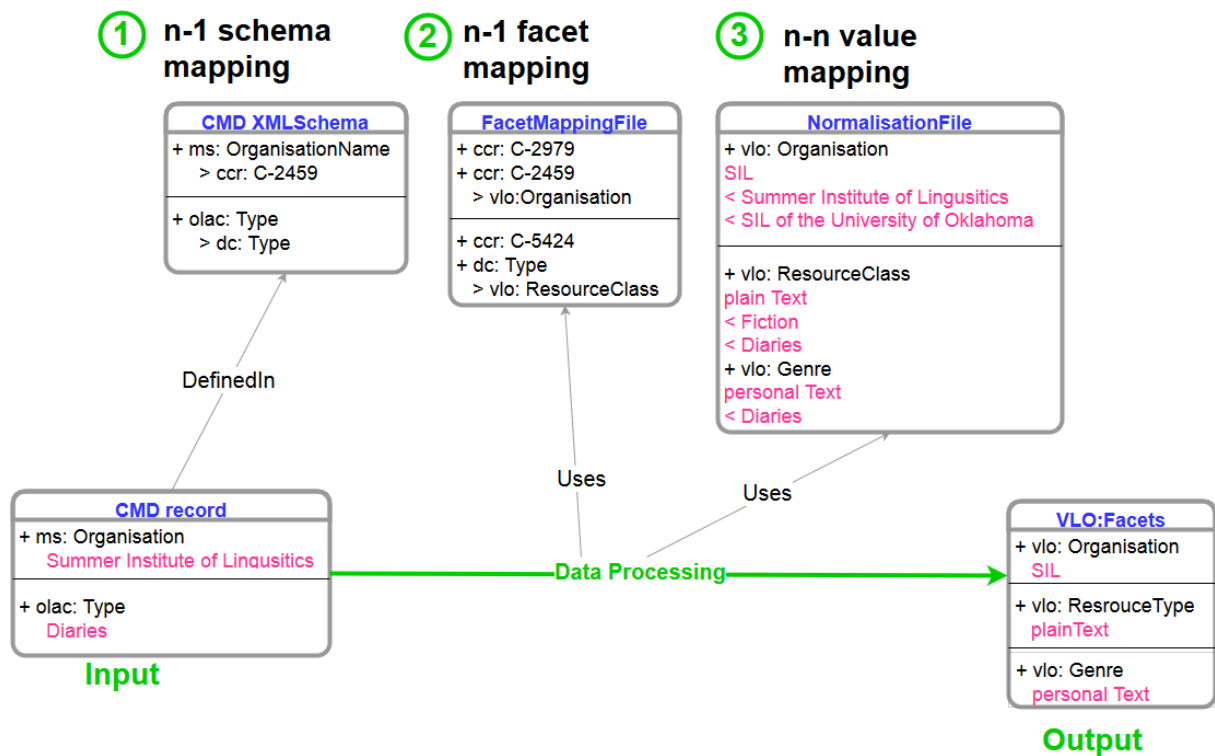 1 n-1 schema
mapping
2 n-1 facet
mapping
3 n-n value
mapping
CMD XMLSchema
+ ms: OrganisationName
> ccr: C-2459
+ olac: Type
> dc: Type
FacetMappingFile
+ ccr: C-2979
+ ccr: C-2459
> vlo:Organisation
+ ccr: C-5424
+ dc: Type
> vlo: ResourceClass
NormalisationFile
+ vlo: Organisation
SIL
< Summer Institute of Lingusitics
< SIL of the University of Oklahoma
+ vlo: ResourceClass
plain Text
< Fiction
< Diaries
+ vlo: Genre
personal Text
< Diaries
DefinedIn
Uses
Uses
CMD record
+ ms: Organisation
Summer Institute of Lingusitics
+ olac: Type
Diaries
Input
Data Processing
VLO:Facets
+ vlo: Organisation
SIL
+ vlo: ResrouceType
plainText
+ vlo: Genre
personal Text
Output